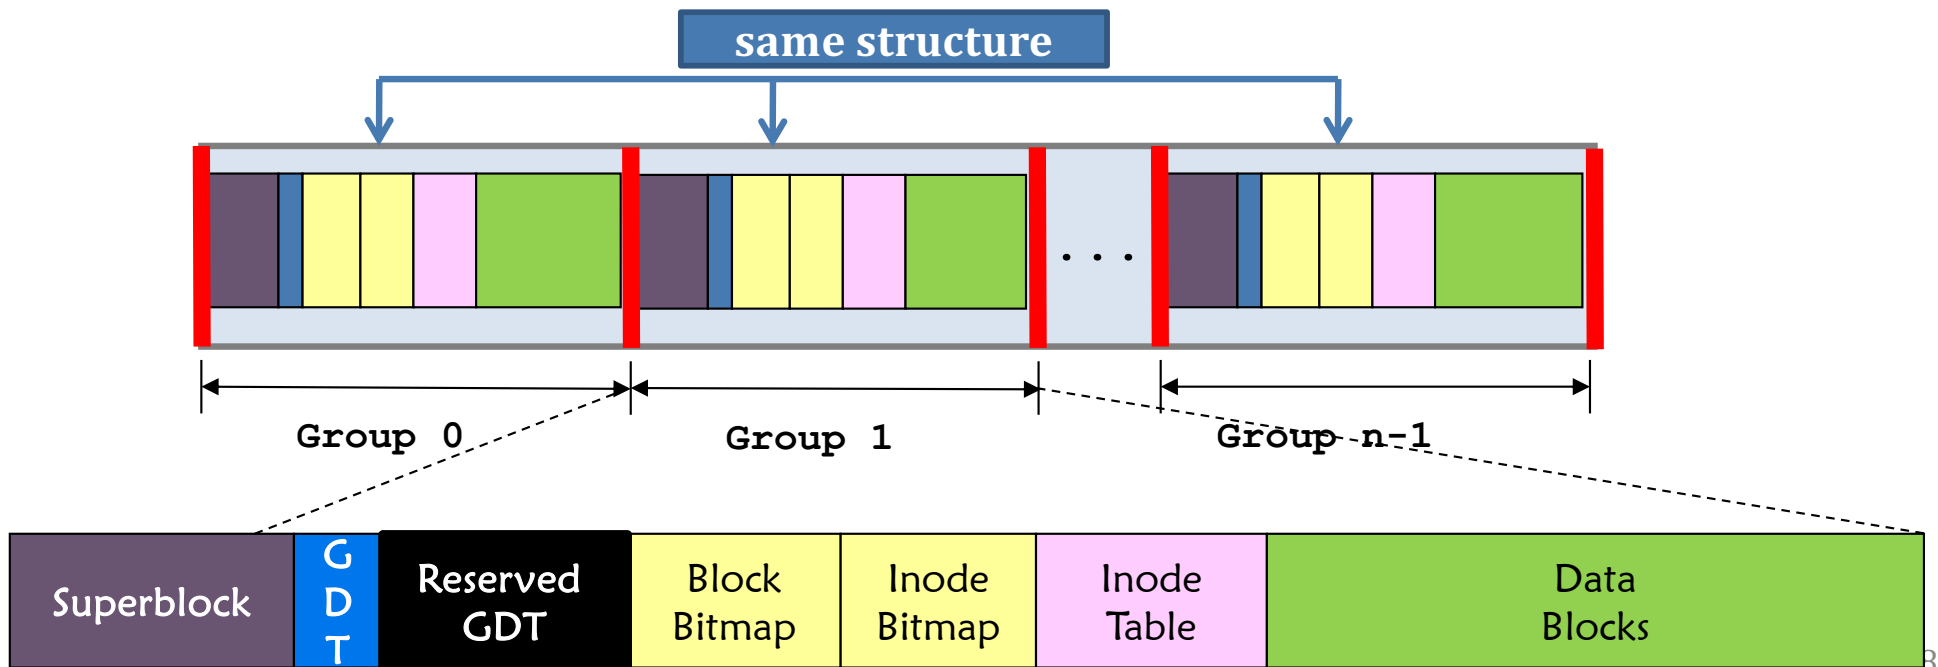 same structure
. . .
Group 0
Group 1
Group n-1
Superblock
G
D
T
Reserved
GDT
Block
Bitmap
Inode
Bitmap
Inode
Table
Data
Blocks
8